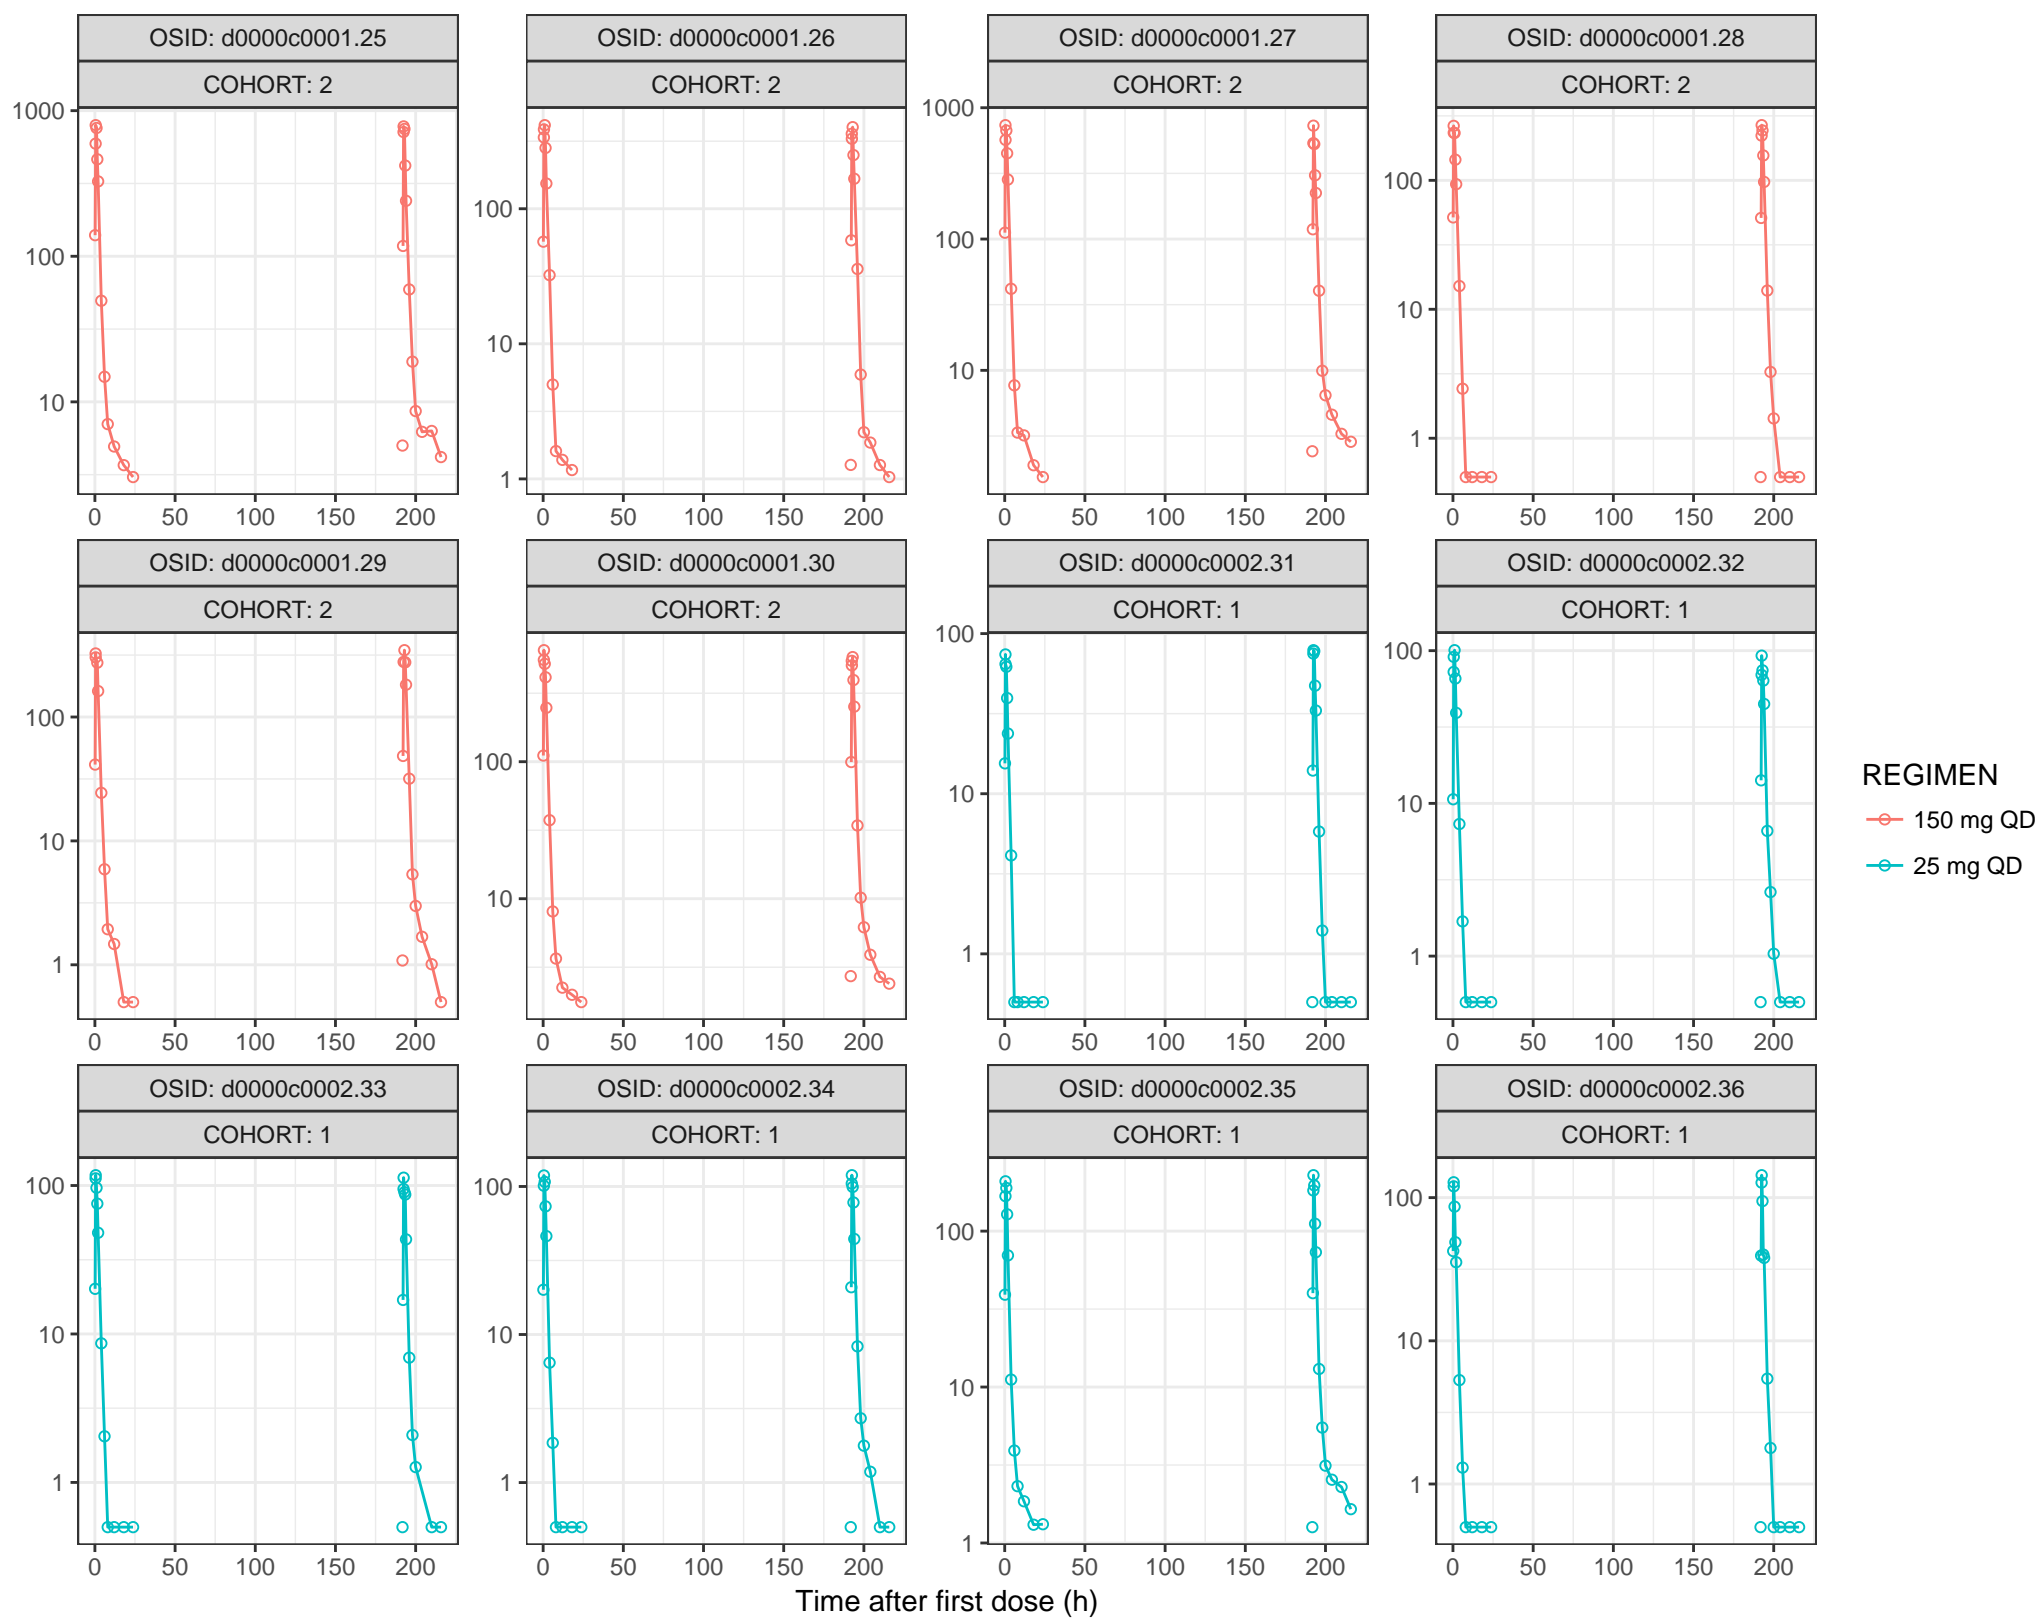 OSID: d0000c0001.25 OSID: d0000c0001.26 OSID: d0000c0001.27 OSID: d0000c0001.28
COHORT: 2 COHORT: 2 COHORT: 2 COHORT: 2
1000 1000
100 100 100 100
10 10 10 10
1 1
0 50 100 150 200 0 50 100 150 200 0 50 100 150 200 0 50 100 150 200
OSID: d0000c0001.29 OSID: d0000c0001.30 OSID: d0000c0002.31 OSID: d0000c0002.32
COHORT: 2 COHORT: 2 COHORT: 1 COHORT: 1
100 100 100 100
10 10 10 10
1 1 1
0 50 100 150 200 0 50 100 150 200 0 50 100 150 200 0 50 100 150 200
REGIMEN
150 mg QD
25 mg QD
OSID: d0000c0002.33 OSID: d0000c0002.34 OSID: d0000c0002.35 OSID: d0000c0002.36
COHORT: 1 COHORT: 1 COHORT: 1 COHORT: 1
100 100 100 100
10 10 10 10
1 1 1 1
0 50 100 150 200 0 50 100 150 200 0 50 100 150 200 0 50 100 150 200
Time after first dose (h)